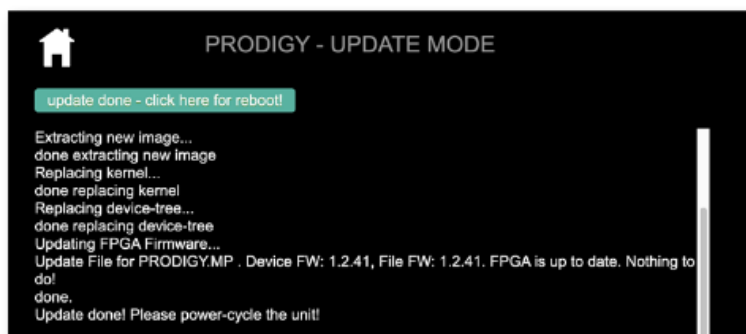 PRODIGY - UPDATE MODE
update done - click here for reboot!
Extracting new image...
done extracting new image
Replacing kernel...
done replacing kernel
Replacing device-tree...
done replacing device-tree
Updating FPGA Firmware...
Update File for PRODIGY.MP . Device FW: 1.2.41, File FW: 1.2.41. FPGA is up to date. Nothing to
do!
done.
Update done! Please power-cycle the unit!